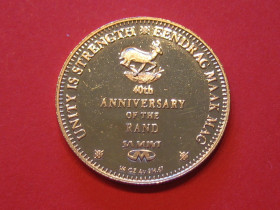 UNITY IS STRENGTH ※ EENDRAG MAAK MAG
40th
ANNIVERSARY
OF THE
RAND
SA MINT